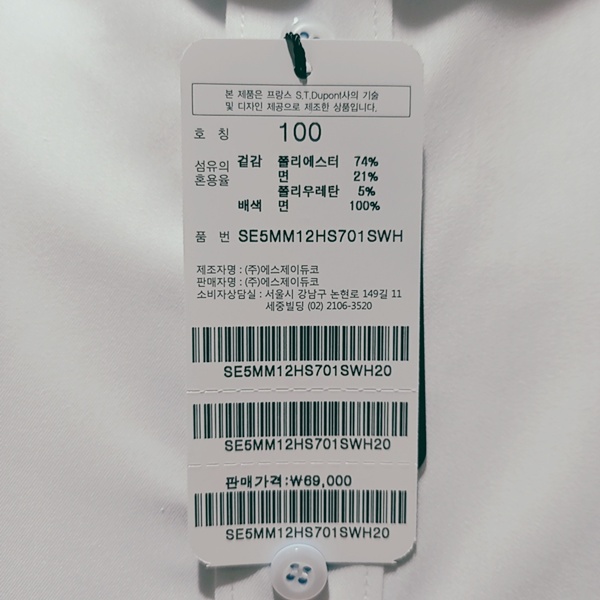 본 제품은 프랑스 S.T.Dupont사의 기술
및 디자인 제공으로 제조한 상품입니다.
호 칭 100
섬유의 겉감 폴리에스터 74%
혼용율 면 21%
폴리우레탄 5%
배색 면 100%
품 번 SE5MM12HS701SWH
제조자명 : (주)에스제이듀코
판매자명 : (주)에스제이듀코
소비자상담실 : 서울시 강남구 논현로 149길 11
세중빌딩 (02) 2106-3520
SE5MM12HS701SWH20
SE5MM12HS701SWH20
판매가격:₩69,000
SE5MM12HS701SWH20